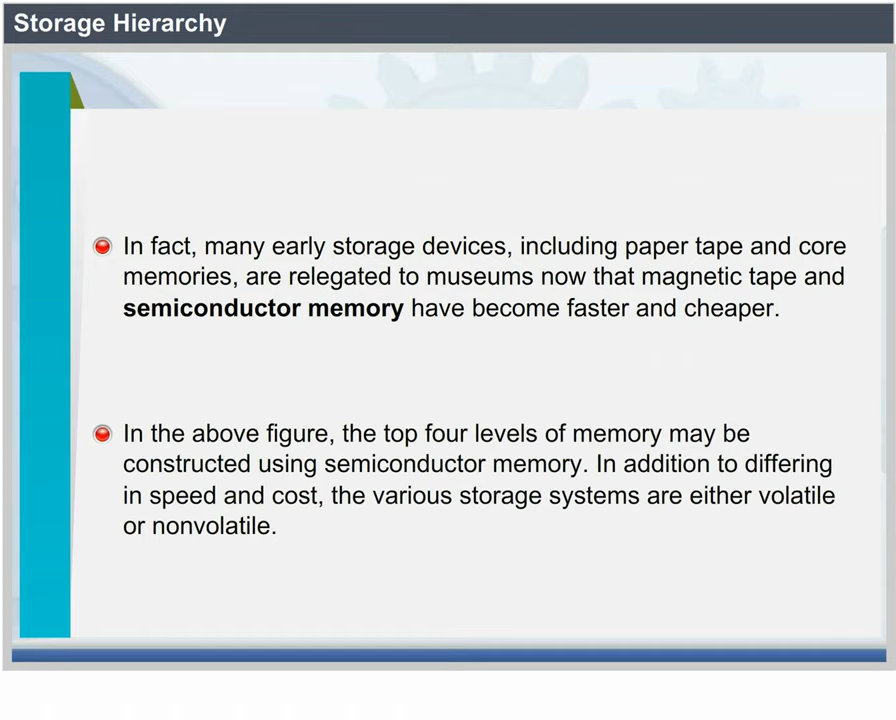 Storage Hierarchy
In fact, many early storage devices, including paper tape and core
memories, are relegated to museums now that magnetic tape and
semiconductor memory have become faster and cheaper.
In the above figure, the top four levels of memory may be
constructed using semiconductor memory. In addition to differing
in speed and cost, the various storage systems are either volatile
or nonvolatile.